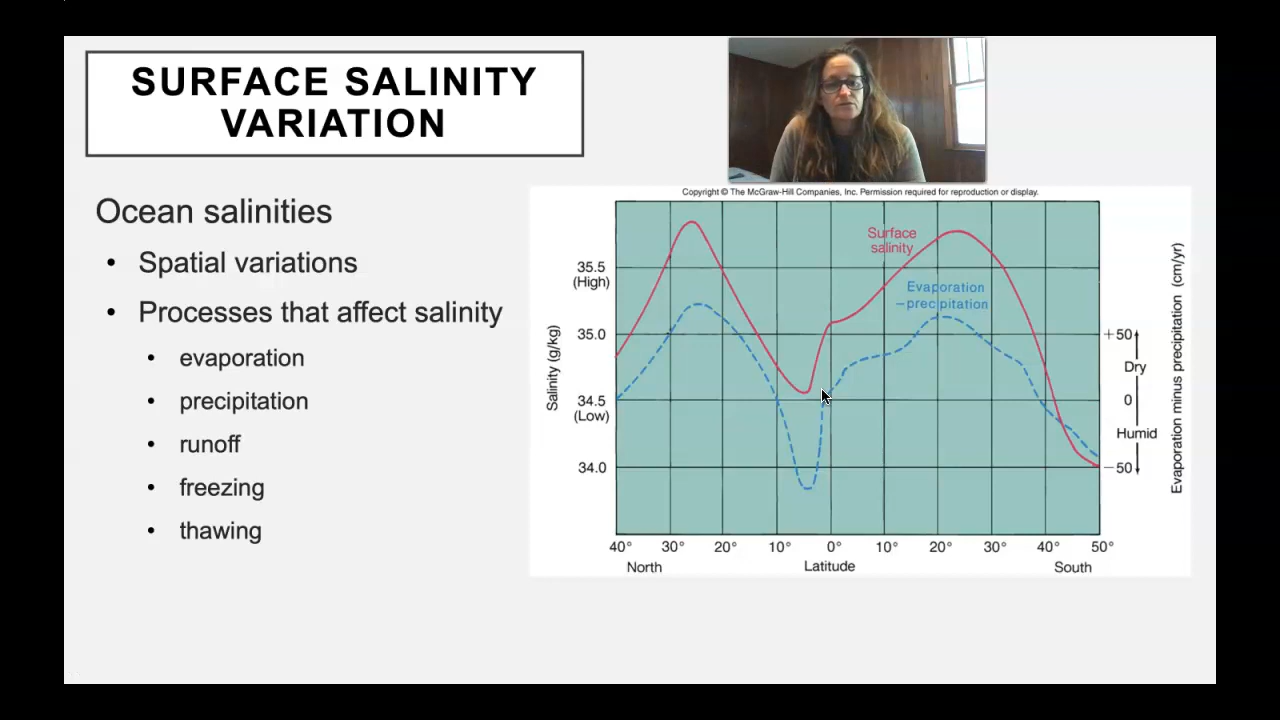 SURFACE SALINITY
VARIATION
Ocean salinities
• Spatial variations
• Processes that affect salinity
• evaporation
• precipitation
• runoff
• freezing
• thawing
Copyright © The McGraw-Hill Companies, Inc. Permission required for reproduction or display.
Surface
salinity
Evaporation
−precipitation
Salinity (g/kg)
35.5
(High)
35.0
34.5
(Low)
34.0
+50
Dry
0
Humid
−50
Evaporation minus precipitation (cm/yr)
40° 30° 20° 10° 0° 10° 20° 30° 40° 50°
North Latitude South